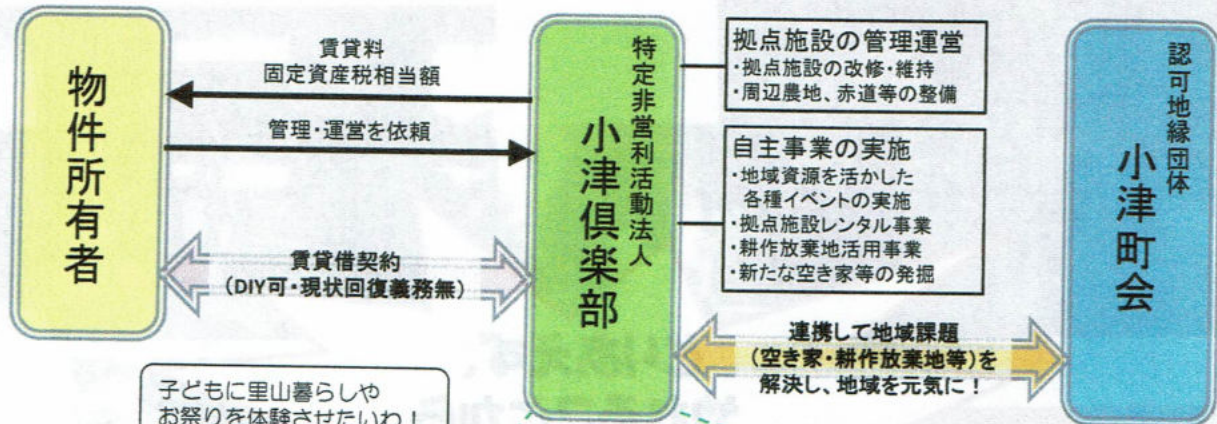 物件所有者
賃貸料
固定資産税相当額
管理・運営を依頼
賃貸借契約
(DIY可・現状回復義務無)
特定非営利活動法人
小津倶楽部
拠点施設の管理運営
・拠点施設の改修・維持
・周辺農地、赤道等の整備
自主事業の実施
・地域資源を活かした
各種イベントの実施
・拠点施設レンタル事業
・耕作放棄地活用事業
・新たな空き家等の発掘
連携して地域課題
(空き家・耕作放棄地等)を
解決し、地域を元気に!
認可地縁団体
小津町会
子どもに里山暮らしや
お祭りを体験させたいわ!